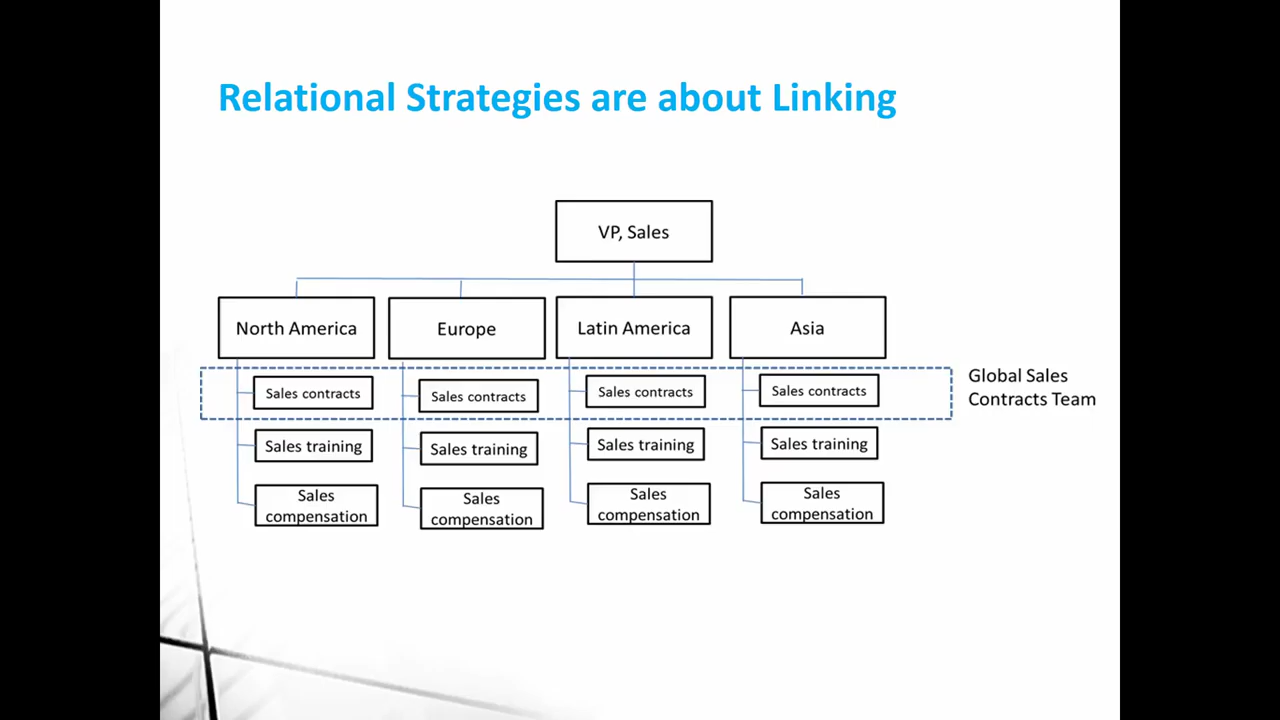 Relational Strategies are about Linking
VP, Sales
North America
Europe
Latin America
Asia
Sales contracts
Sales contracts
Sales contracts
Sales contracts
Global Sales
Contracts Team
Sales training
Sales training
Sales training
Sales training
Sales
compensation
Sales
compensation
Sales
compensation
Sales
compensation